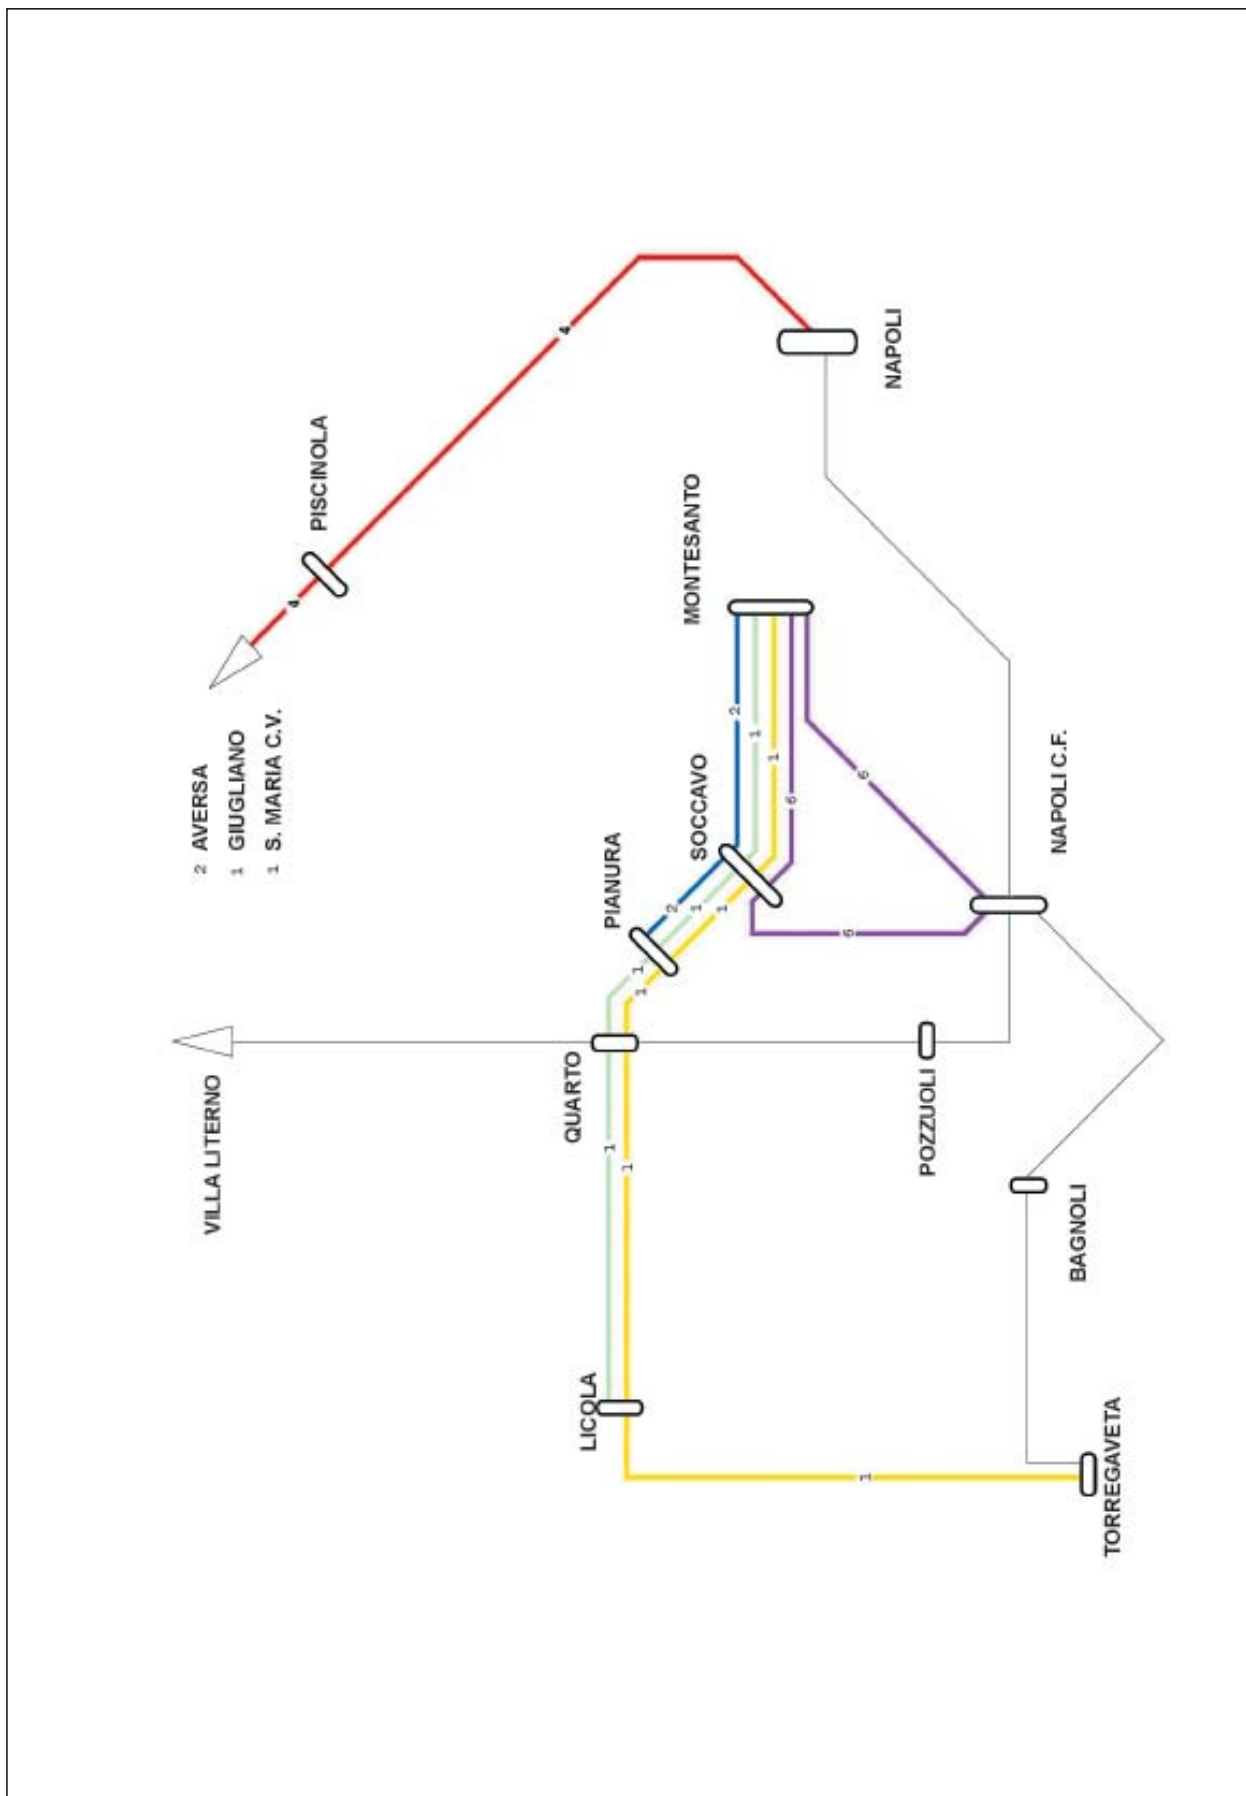 2 AVERSA
1 GIUGLIANO
1 S. MARIA C.V.
VILLA LITERNO
PISCINOLA
4
4
NAPOLI
MONTESANTO
SOCCAVO
PIANURA
QUARTO
LICOLA
2
1
1
6
2
1
1
1
1
1
1
6
6
1
POZZUOLI
NAPOLI C.F.
BAGNOLI
TORREGAVETA